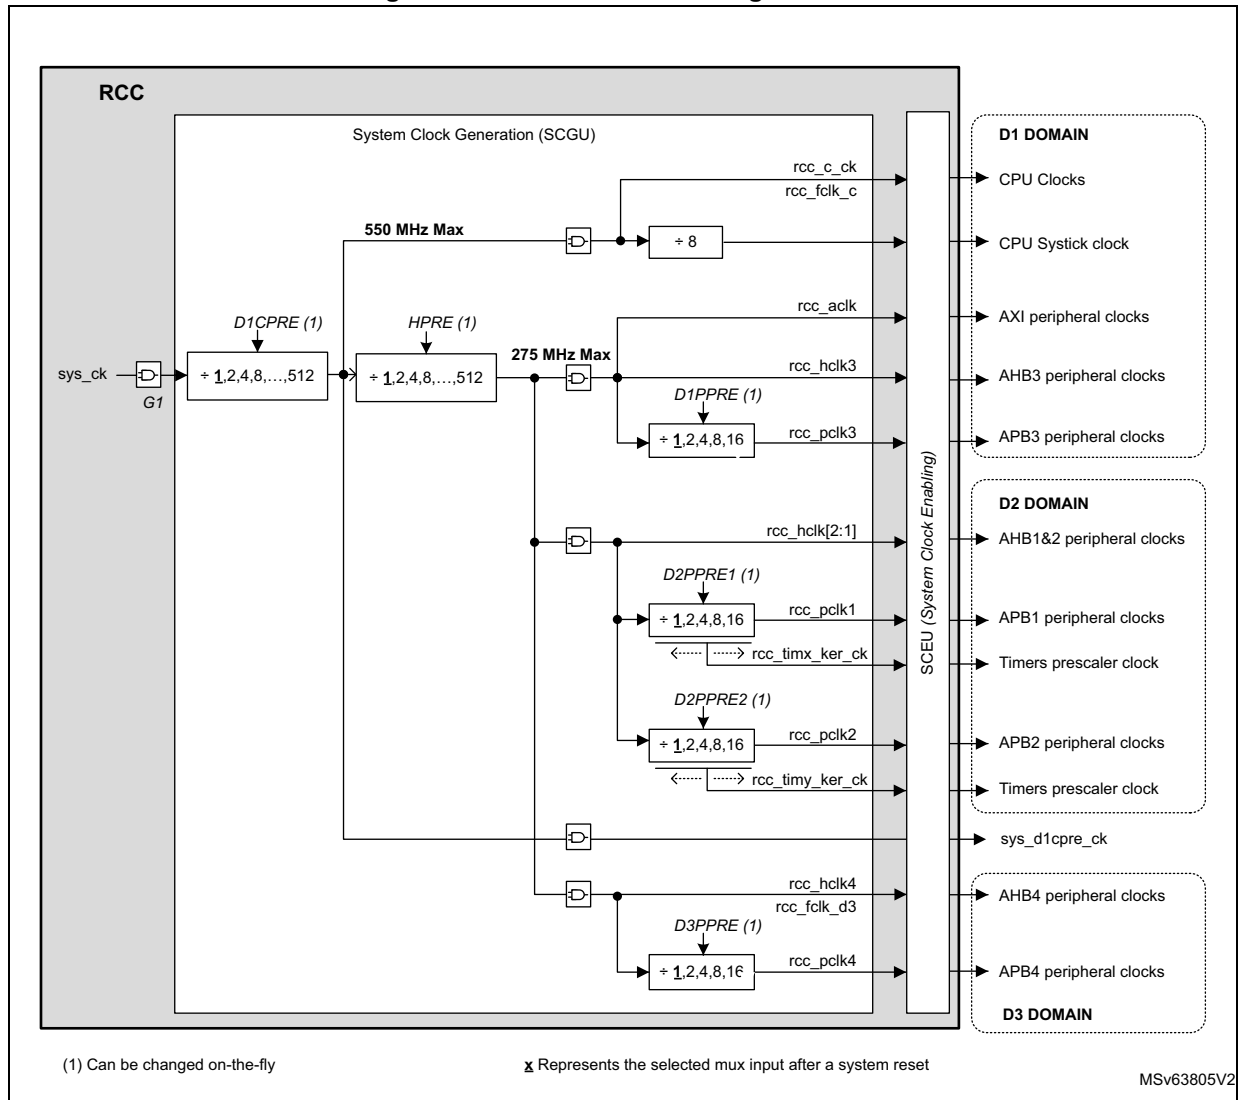 RCC
System Clock Generation (SCGU)
D1 DOMAIN
rcc_c_ck
rcc_fclk_c
CPU Clocks
550 MHz Max
÷ 8
CPU Systick clock
D1CPRE (1)
HPRE (1)
rcc_aclk
AXI peripheral clocks
275 MHz Max
sys_ck
G1
÷ 1,2,4,8,...,512
÷ 1,2,4,8,...,512
rcc_hclk3
AHB3 peripheral clocks
D1PPRE (1)
÷ 1,2,4,8,16
rcc_pclk3
APB3 peripheral clocks
SCEU (System Clock Enabling)
D2 DOMAIN
rcc_hclk[2:1]
AHB1&2 peripheral clocks
D2PPRE1 (1)
÷ 1,2,4,8,16
rcc_pclk1
APB1 peripheral clocks
rcc_timx_ker_ck
Timers prescaler clock
D2PPRE2 (1)
÷ 1,2,4,8,16
rcc_pclk2
APB2 peripheral clocks
rcc_timy_ker_ck
Timers prescaler clock
sys_d1cpre_ck
rcc_hclk4
rcc_fclk_d3
AHB4 peripheral clocks
D3PPRE (1)
÷ 1,2,4,8,16
rcc_pclk4
APB4 peripheral clocks
D3 DOMAIN
(1) Can be changed on-the-fly
x Represents the selected mux input after a system reset
MSv63805V2